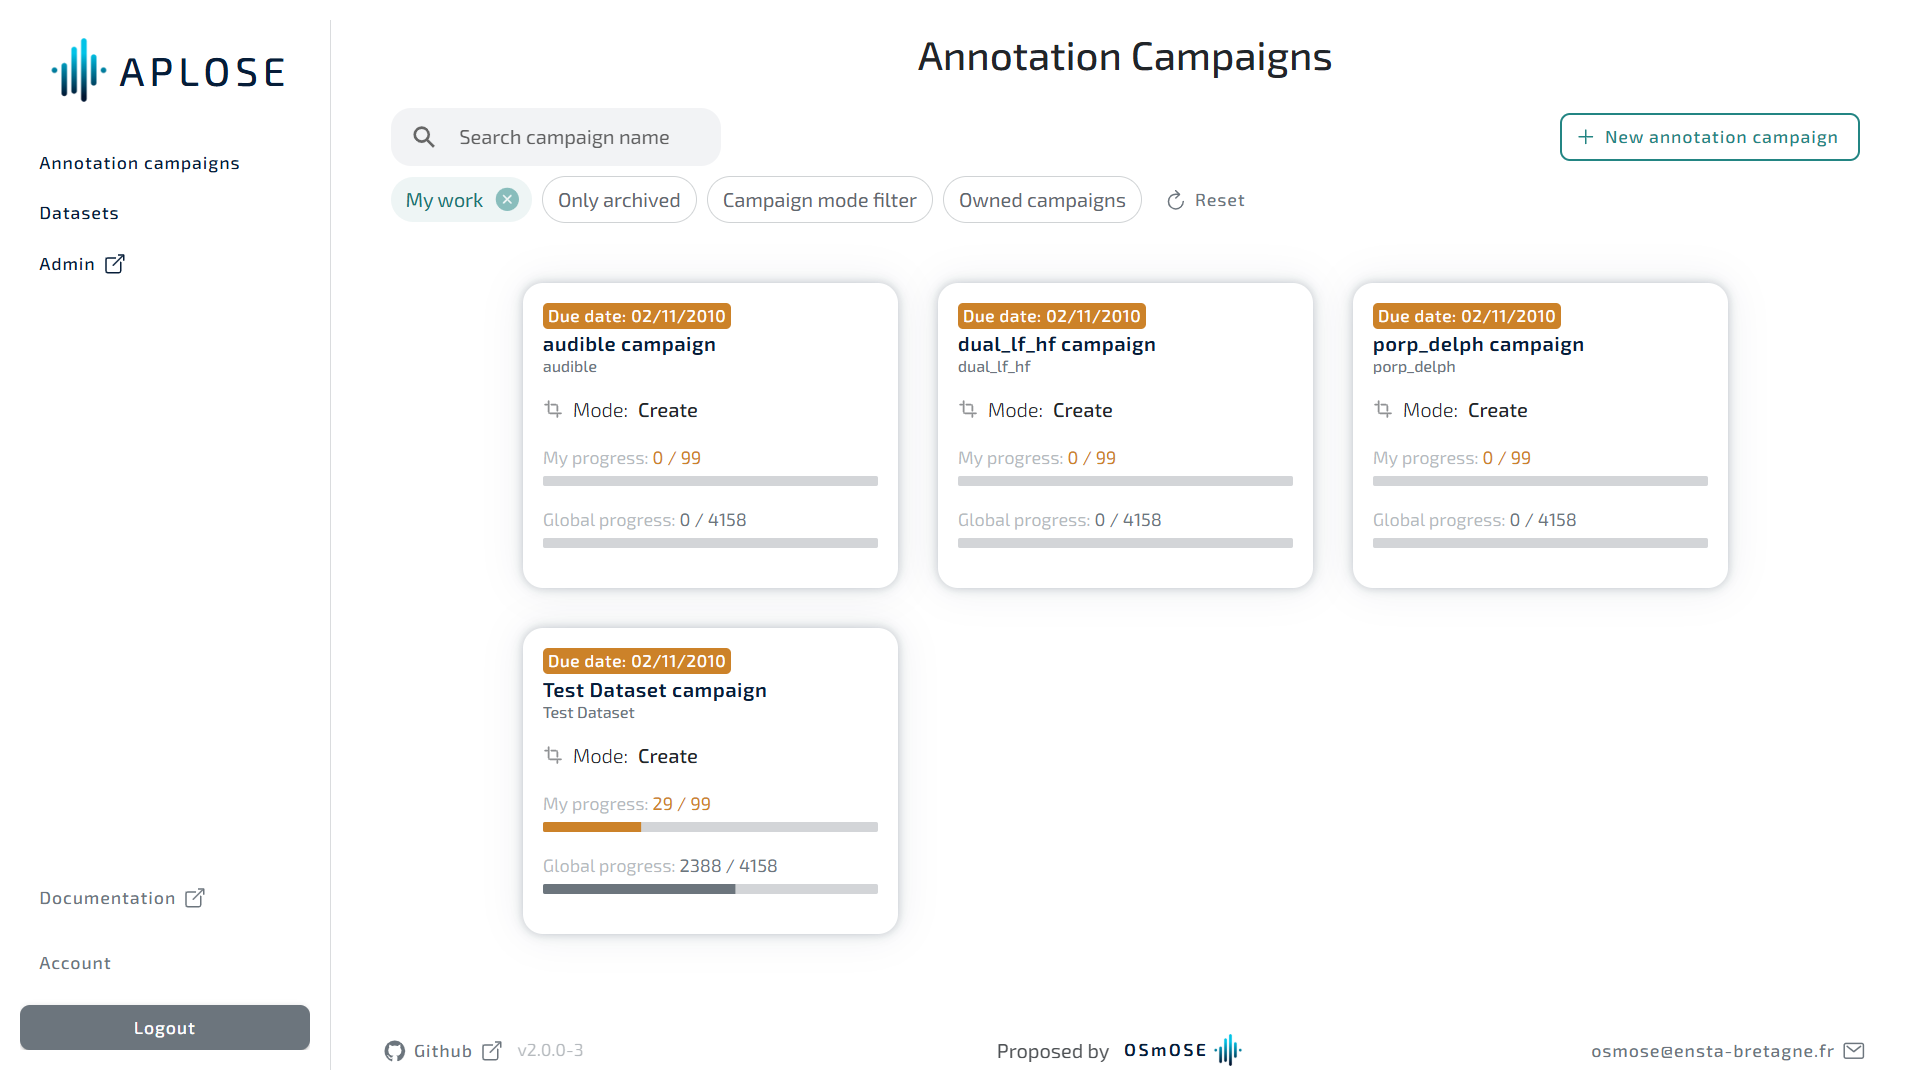 APLOSE
Annotation campaigns
Datasets
Admin
Documentation
Account
Logout
Annotation Campaigns
Search campaign name
New annotation campaign
My work
Only archived
Campaign mode filter
Owned campaigns
Reset
Due date: 02/11/2010
audible campaign
audible
Mode: Create
My progress: 0 / 99
Global progress: 0 / 4158
Due date: 02/11/2010
dual_lf_hf campaign
dual_lf_hf
Mode: Create
My progress: 0 / 99
Global progress: 0 / 4158
Due date: 02/11/2010
porp_delph campaign
porp_delph
Mode: Create
My progress: 0 / 99
Global progress: 0 / 4158
Due date: 02/11/2010
Test Dataset campaign
Test Dataset
Mode: Create
My progress: 29 / 99
Global progress: 2388 / 4158
Github
v2.0.0-3
Proposed by OSmOSE
osmose@ensta-bretagne.fr